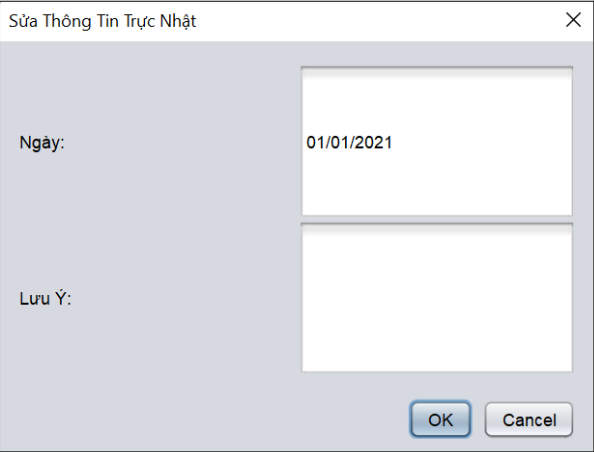 Sửa Thông Tin Trực Nhật
Ngày:
01/01/2021
Lưu Ý:
OK
Cancel